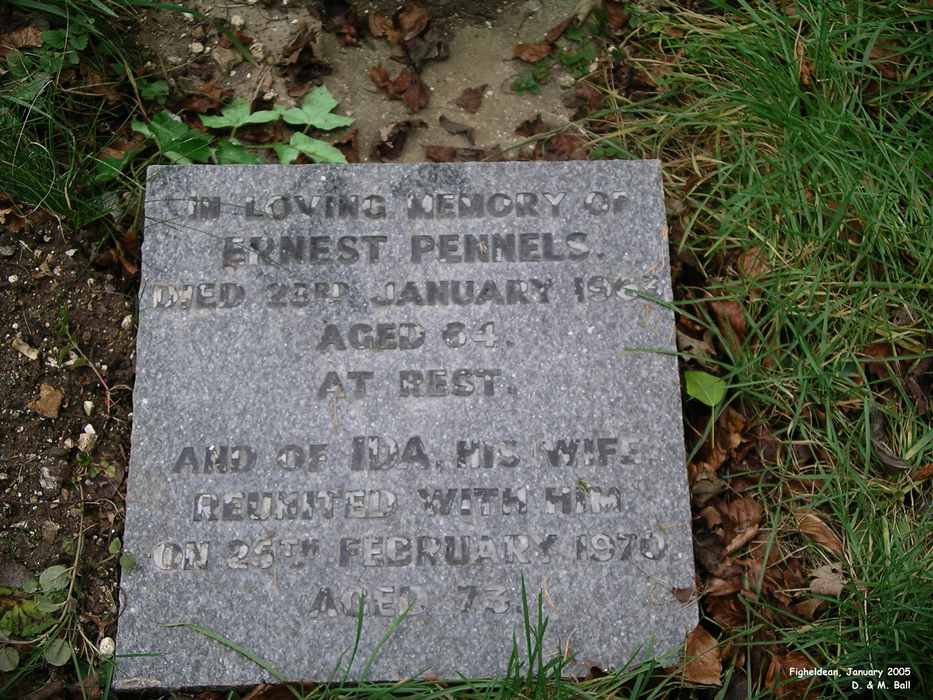 IN LOVING MEMORY OF
ERNEST PENNELS.
DIED 23RD JANUARY
AGED 64.
AT REST.
AND OF IDA, HIS WIFE.
REUNITED WITH HIM
ON 25TH FEBRUARY 1970.
AGED 73.
Figheldean, January 2005
D. & M. Ball